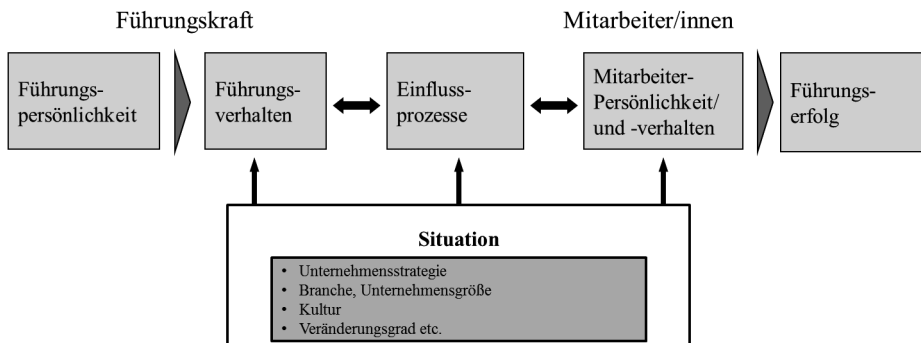 Führungskraft
Mitarbeiter/innen
Führungs-
persönlichkeit
Führungs-
verhalten
Einfluss-
prozesse
Mitarbeiter-
Persönlichkeit/
und -verhalten
Führungs-
erfolg
Situation
• Unternehmensstrategie
• Branche, Unternehmensgröße
• Kultur
• Veränderungsgrad etc.